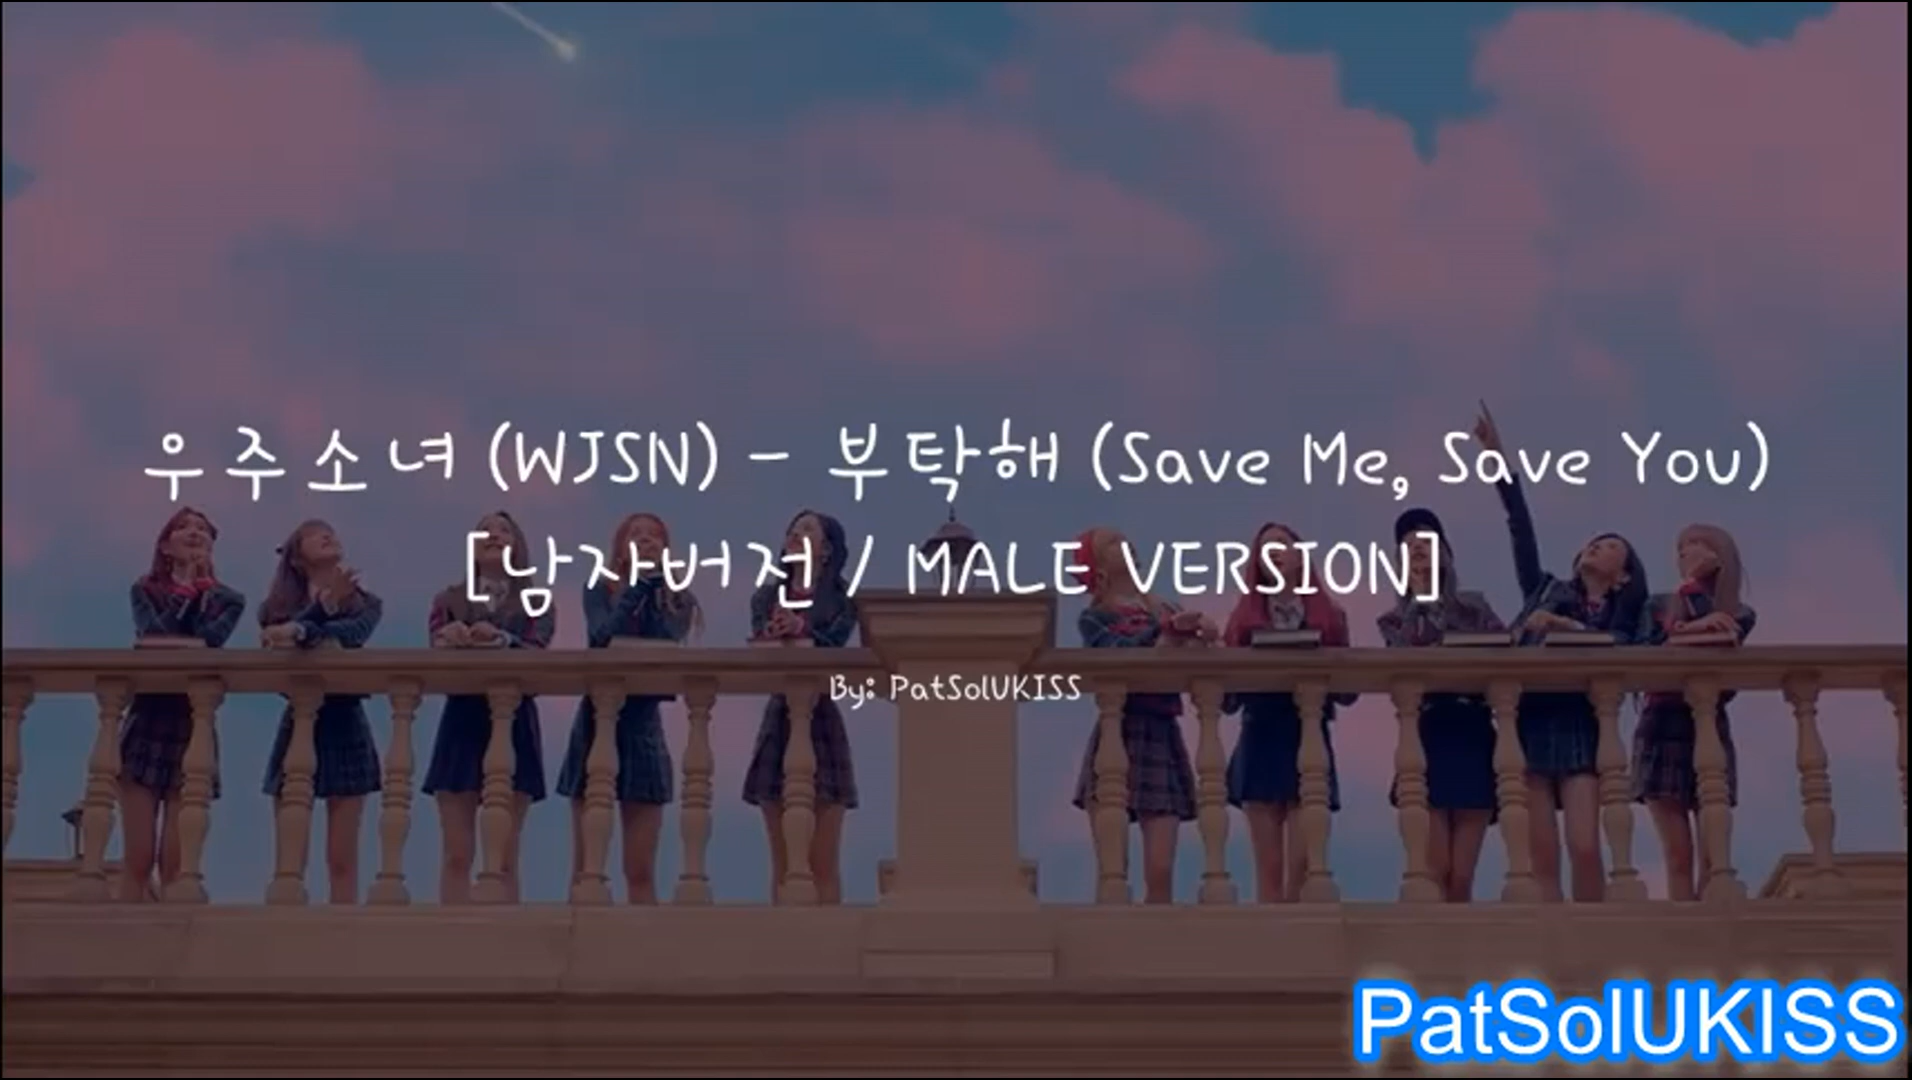 우주소녀 (WJSN) - 부탁해 (Save Me, Save You)
[남자버전 / MALE VERSION]
By: PatSolUKISS
PatSolUKISS